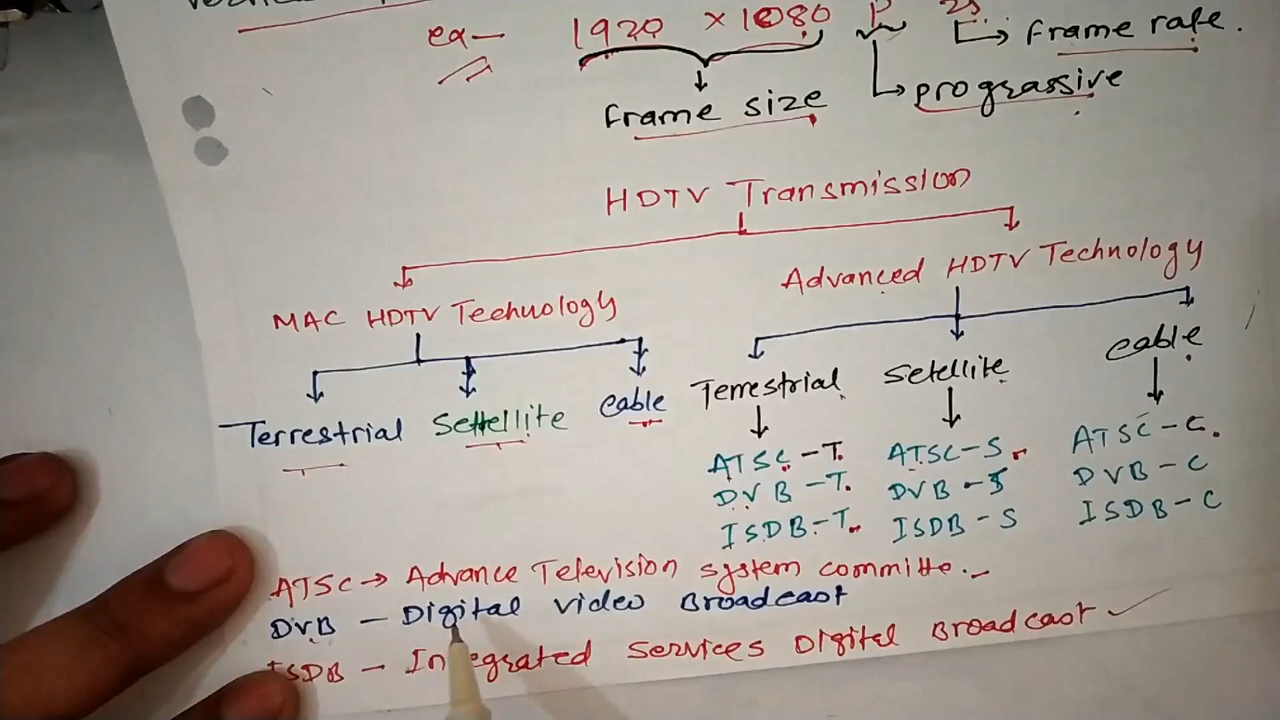 ex— 1920 × 1080 P 25
frame rate.
prograssive
frame size
HDTV Transmission
MAC HDTV Technology
Advanced HDTV Technology
Terrestrial Settellite cable
Terrestrial Setellite cable
ATSC-T. ATSC-S ATSC-C.
DVB-T. DVB-S DVB-C
ISDB-T. ISDB-S ISDB-C
ATSC → Advance Television system committe.
DVB — Digital video Broadcast
ISDB — Integrated Services Digital Broadcast ✓